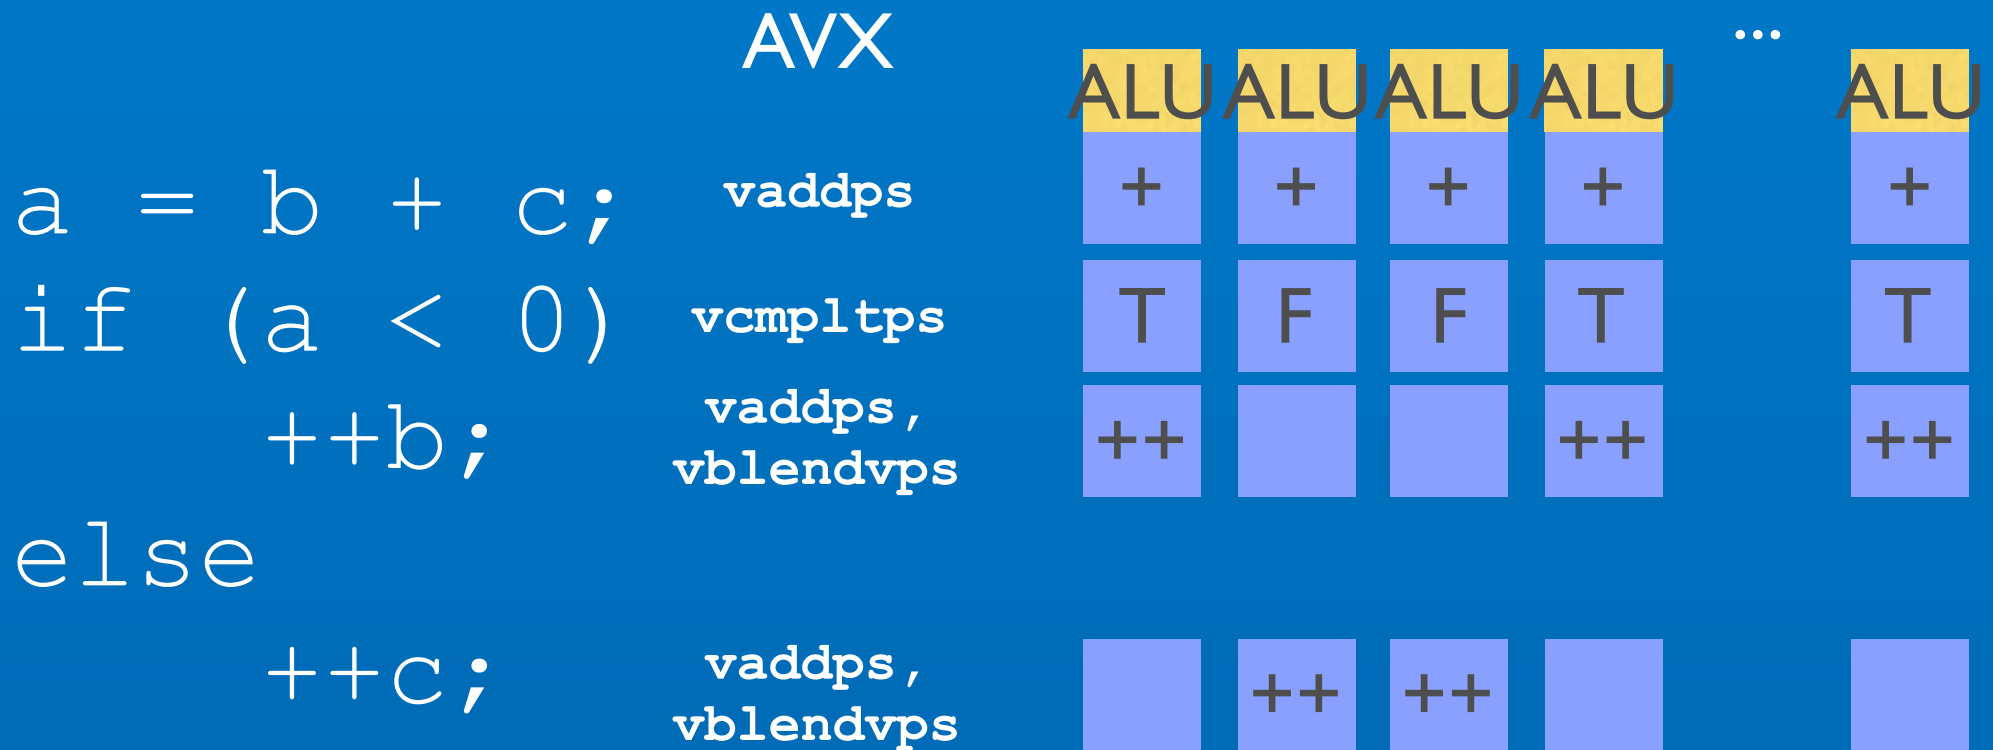 AVX ...
ALU ALU ALU ALU ALU
a = b + c; vaddps + + + + +
if (a < 0) vcmpltps T F F T T
++b; vaddps, vblendvps ++ ++ ++
else
++c; vaddps, vblendvps ++ ++